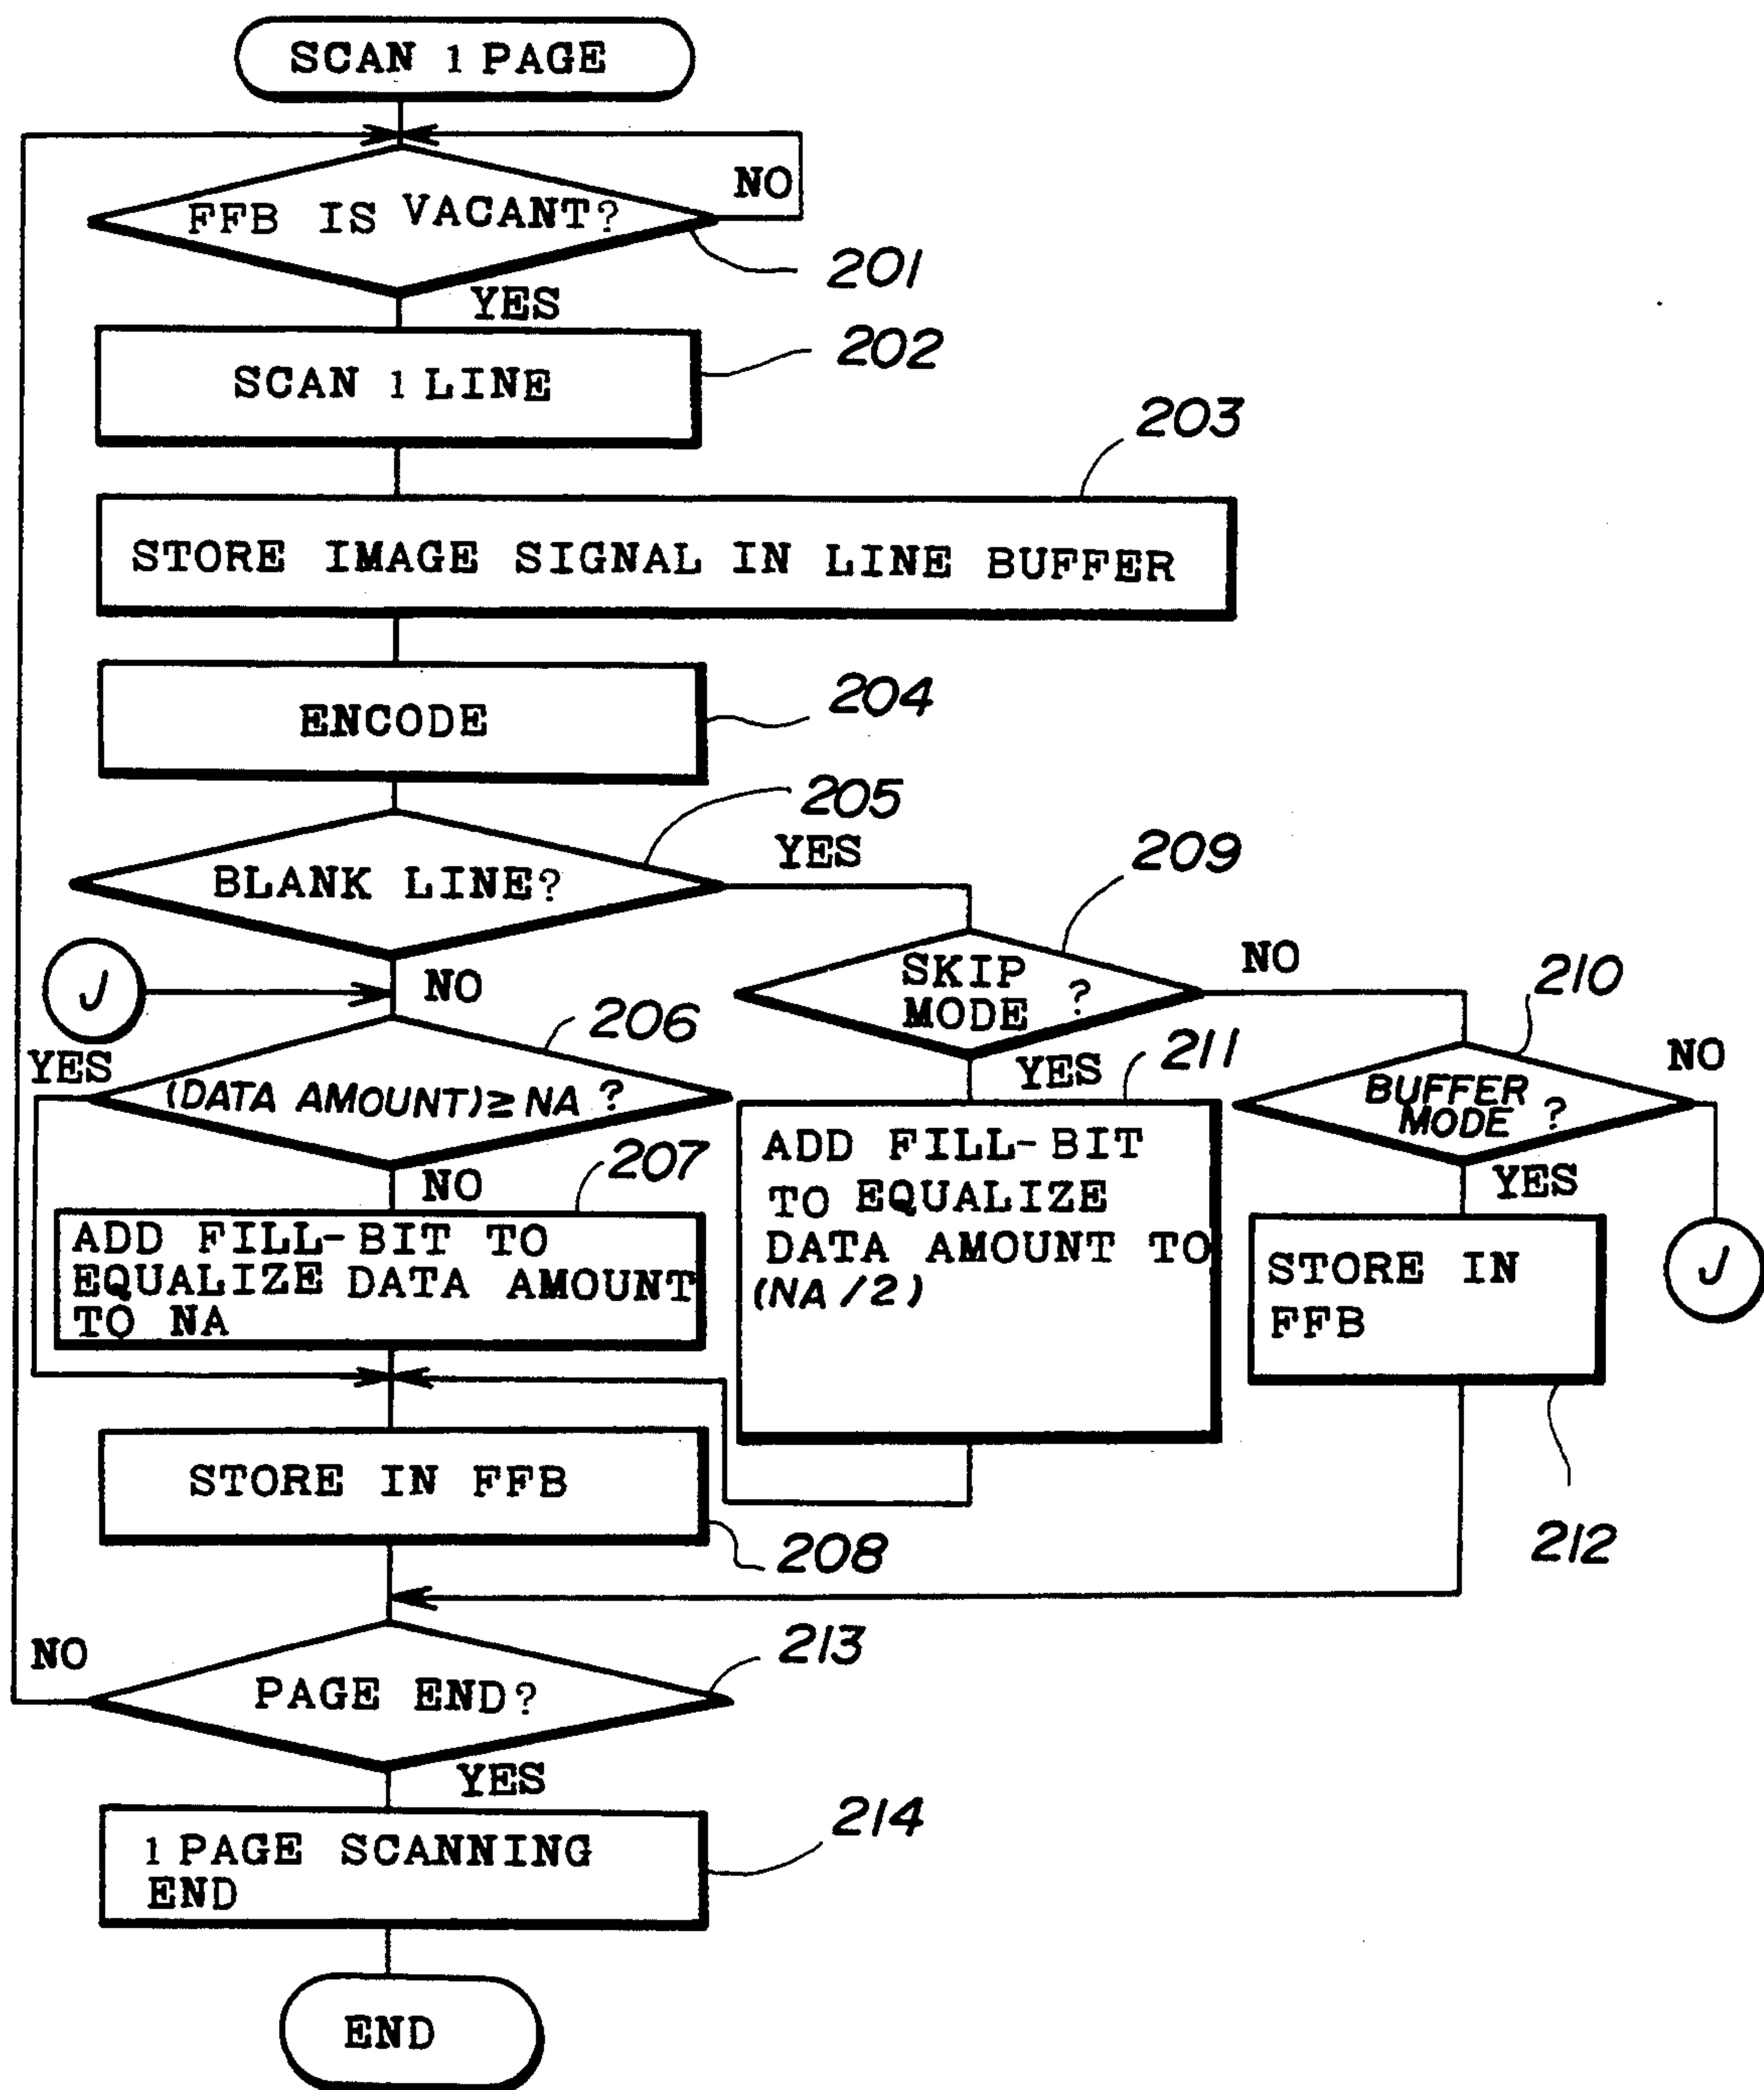 SCAN 1 PAGE
NO
FFB IS VACANT?
201
YES
202
SCAN 1 LINE
203
STORE IMAGE SIGNAL IN LINE BUFFER
204
ENCODE
205
YES
BLANK LINE?
209
NO
J
NO
SKIP
MODE ?
210
206
YES
(DATA AMOUNT) ≥ NA ?
YES
211
NO
BUFFER
MODE ?
NO
207
ADD FILL-BIT TO
EQUALIZE DATA AMOUNT
TO NA
ADD FILL-BIT
TO EQUALIZE
DATA AMOUNT TO
(NA/2)
YES
STORE IN
FFB
J
STORE IN FFB
208
212
NO
213
PAGE END?
YES
214
1 PAGE SCANNING
END
END